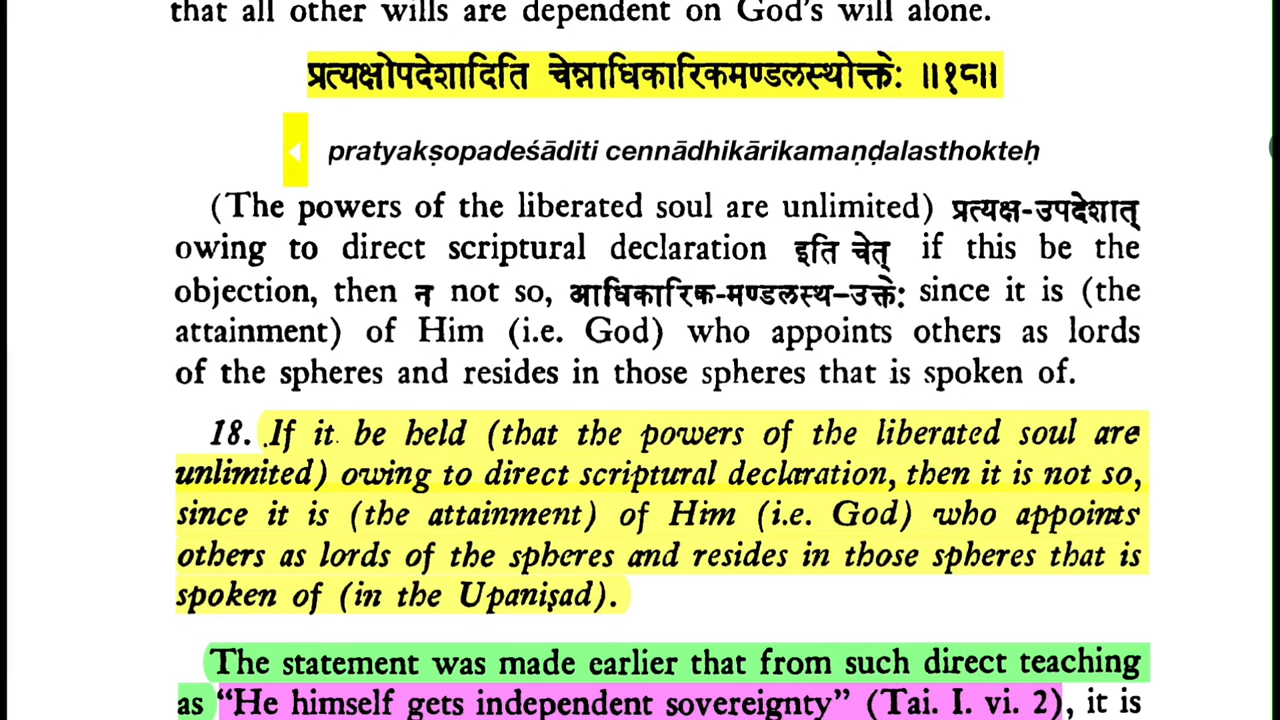 that all other wills are dependent on God's will alone.
प्रत्यक्षोपदेशादिति चेन्नाधिकारिकमण्डलस्थोक्तेः ॥१८॥
pratyakṣopadeśāditi cennādhikārikamaṇḍalasthokteḥ
(The powers of the liberated soul are unlimited) प्रत्यक्ष-उपदेशात्
owing to direct scriptural declaration इति चेत् if this be the
objection, then न not so, आधिकारिक-मण्डलस्थ-उक्तेः since it is (the
attainment) of Him (i.e. God) who appoints others as lords
of the spheres and resides in those spheres that is spoken of.
18. If it be held (that the powers of the liberated soul are
unlimited) owing to direct scriptural declaration, then it is not so,
since it is (the attainment) of Him (i.e. God) who appoints
others as lords of the spheres and resides in those spheres that is
spoken of (in the Upaniṣad).
The statement was made earlier that from such direct teaching
as "He himself gets independent sovereignty" (Tai. I. vi. 2), it is